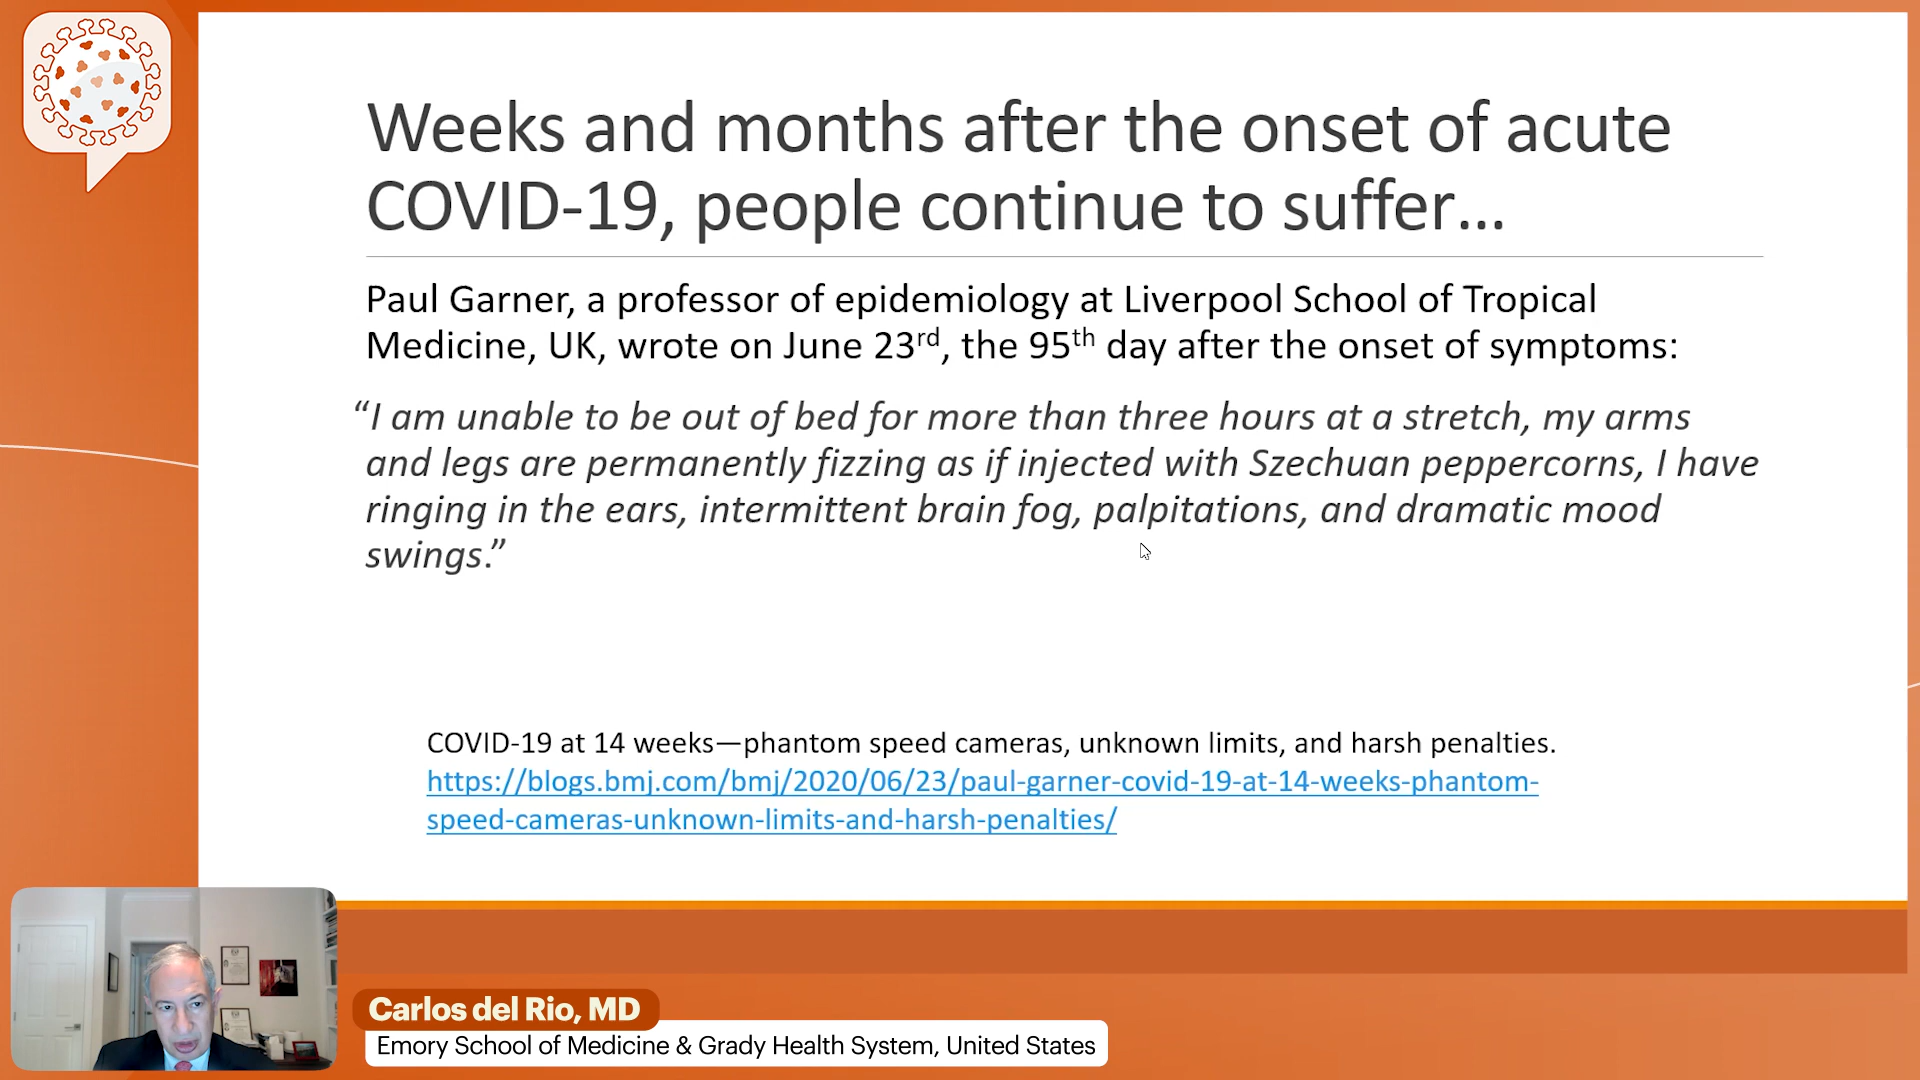 Weeks and months after the onset of acute
COVID-19, people continue to suffer...
Paul Garner, a professor of epidemiology at Liverpool School of Tropical
Medicine, UK, wrote on June 23rd, the 95th day after the onset of symptoms:
“I am unable to be out of bed for more than three hours at a stretch, my arms
and legs are permanently fizzing as if injected with Szechuan peppercorns, I have
ringing in the ears, intermittent brain fog, palpitations, and dramatic mood
swings.”
COVID-19 at 14 weeks—phantom speed cameras, unknown limits, and harsh penalties.
https://blogs.bmj.com/bmj/2020/06/23/paul-garner-covid-19-at-14-weeks-phantom-
speed-cameras-unknown-limits-and-harsh-penalties/
Carlos del Rio, MD
Emory School of Medicine & Grady Health System, United States